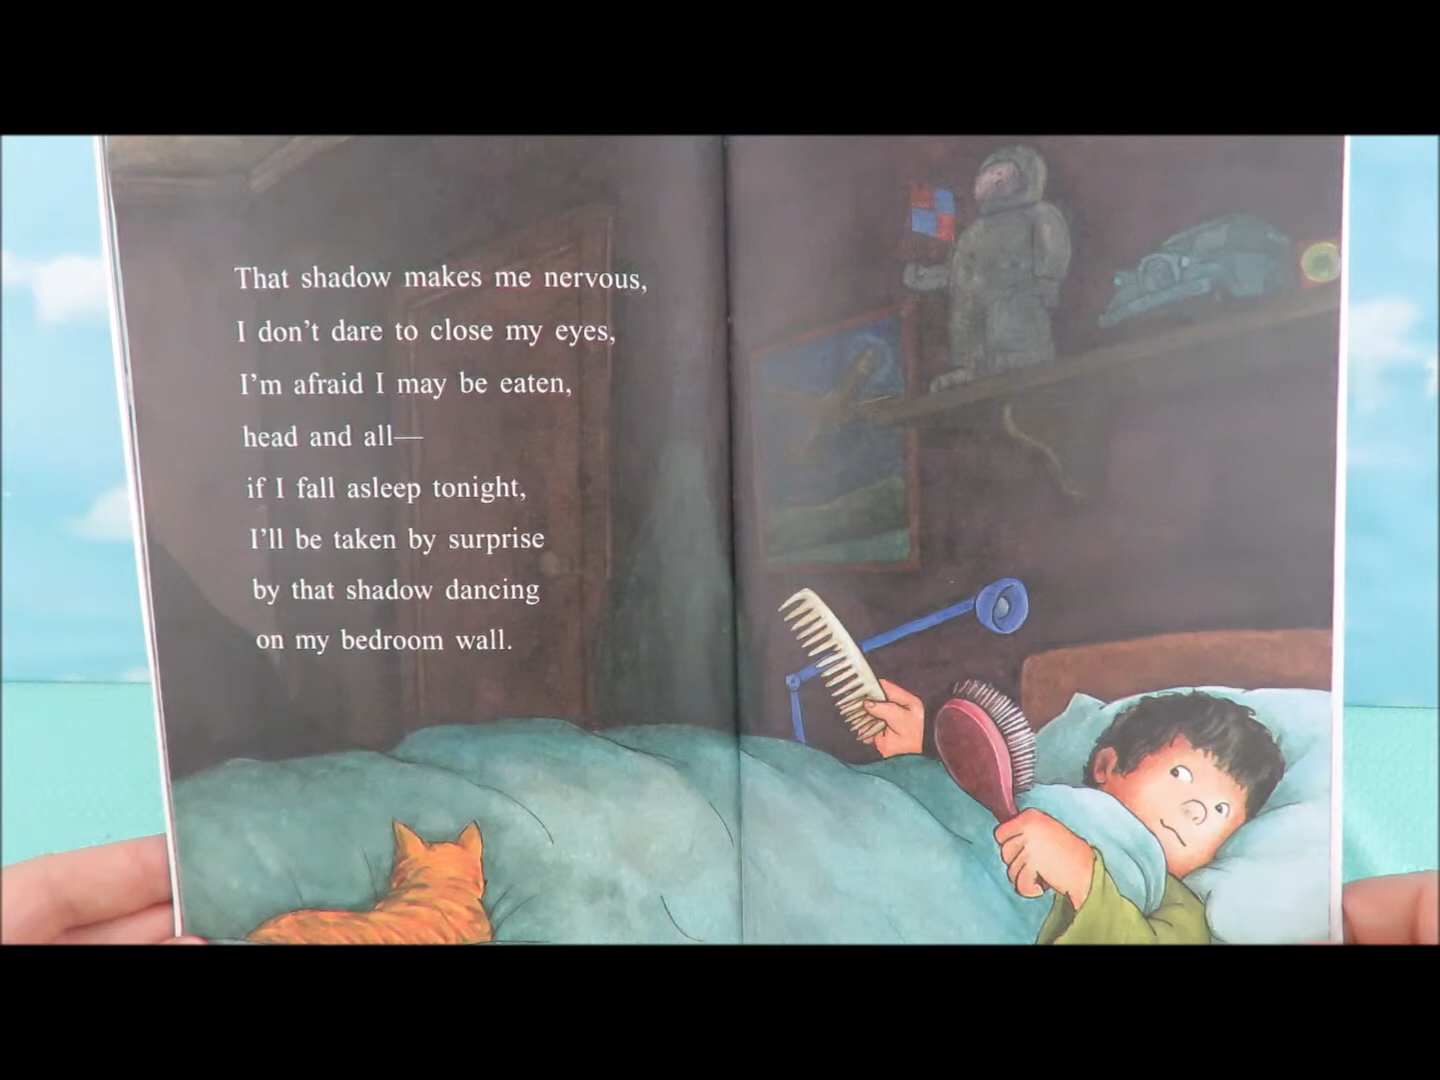 That shadow makes me nervous,
I don't dare to close my eyes,
I'm afraid I may be eaten,
head and all—
if I fall asleep tonight,
I'll be taken by surprise
by that shadow dancing
on my bedroom wall.